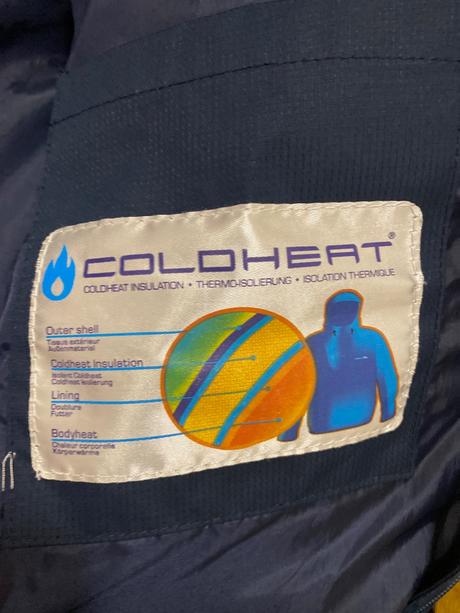 COLDHEAT®
COLDHEAT INSULATION • THERMO-ISOLIERUNG • ISOLATION THERMIQUE
Outer shell
Tissus extérieur
Außenmaterial
Coldheat Insulation
Isolant Coldheat
Coldheat Isolierung
Lining
Doublure
Futter
Bodyheat
Chaleur corporelle
Körperwärme